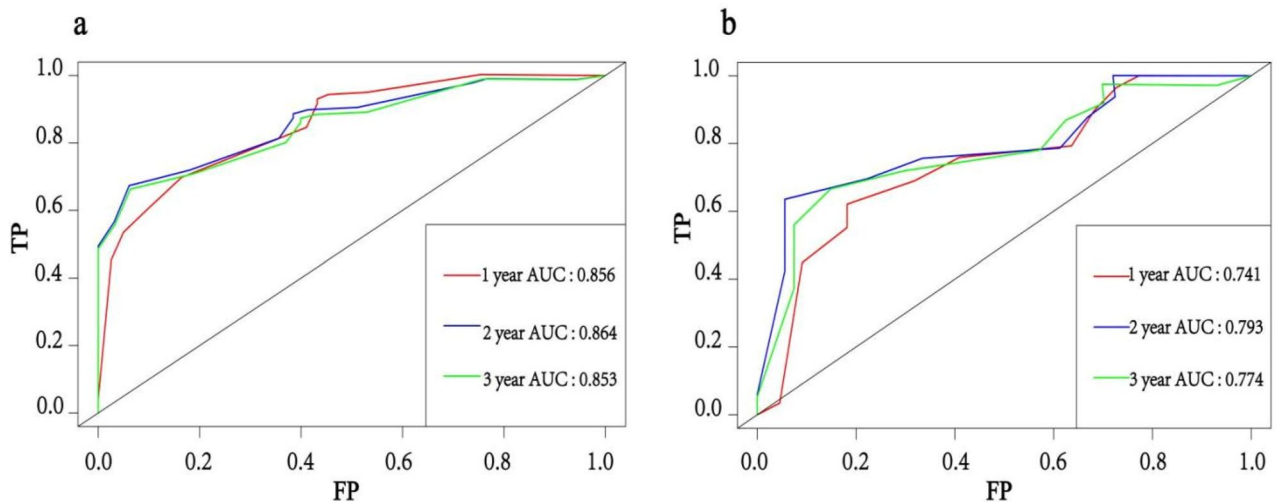 a
1.0
0.8
0.6
0.4
0.2
0.0
TP
1 year AUC : 0.856
2 year AUC : 0.864
3 year AUC : 0.853
0.0 0.2 0.4 0.6 0.8 1.0
FP
b
1.0
0.8
0.6
0.4
0.2
0.0
TP
1 year AUC : 0.741
2 year AUC : 0.793
3 year AUC : 0.774
0.0 0.2 0.4 0.6 0.8 1.0
FP